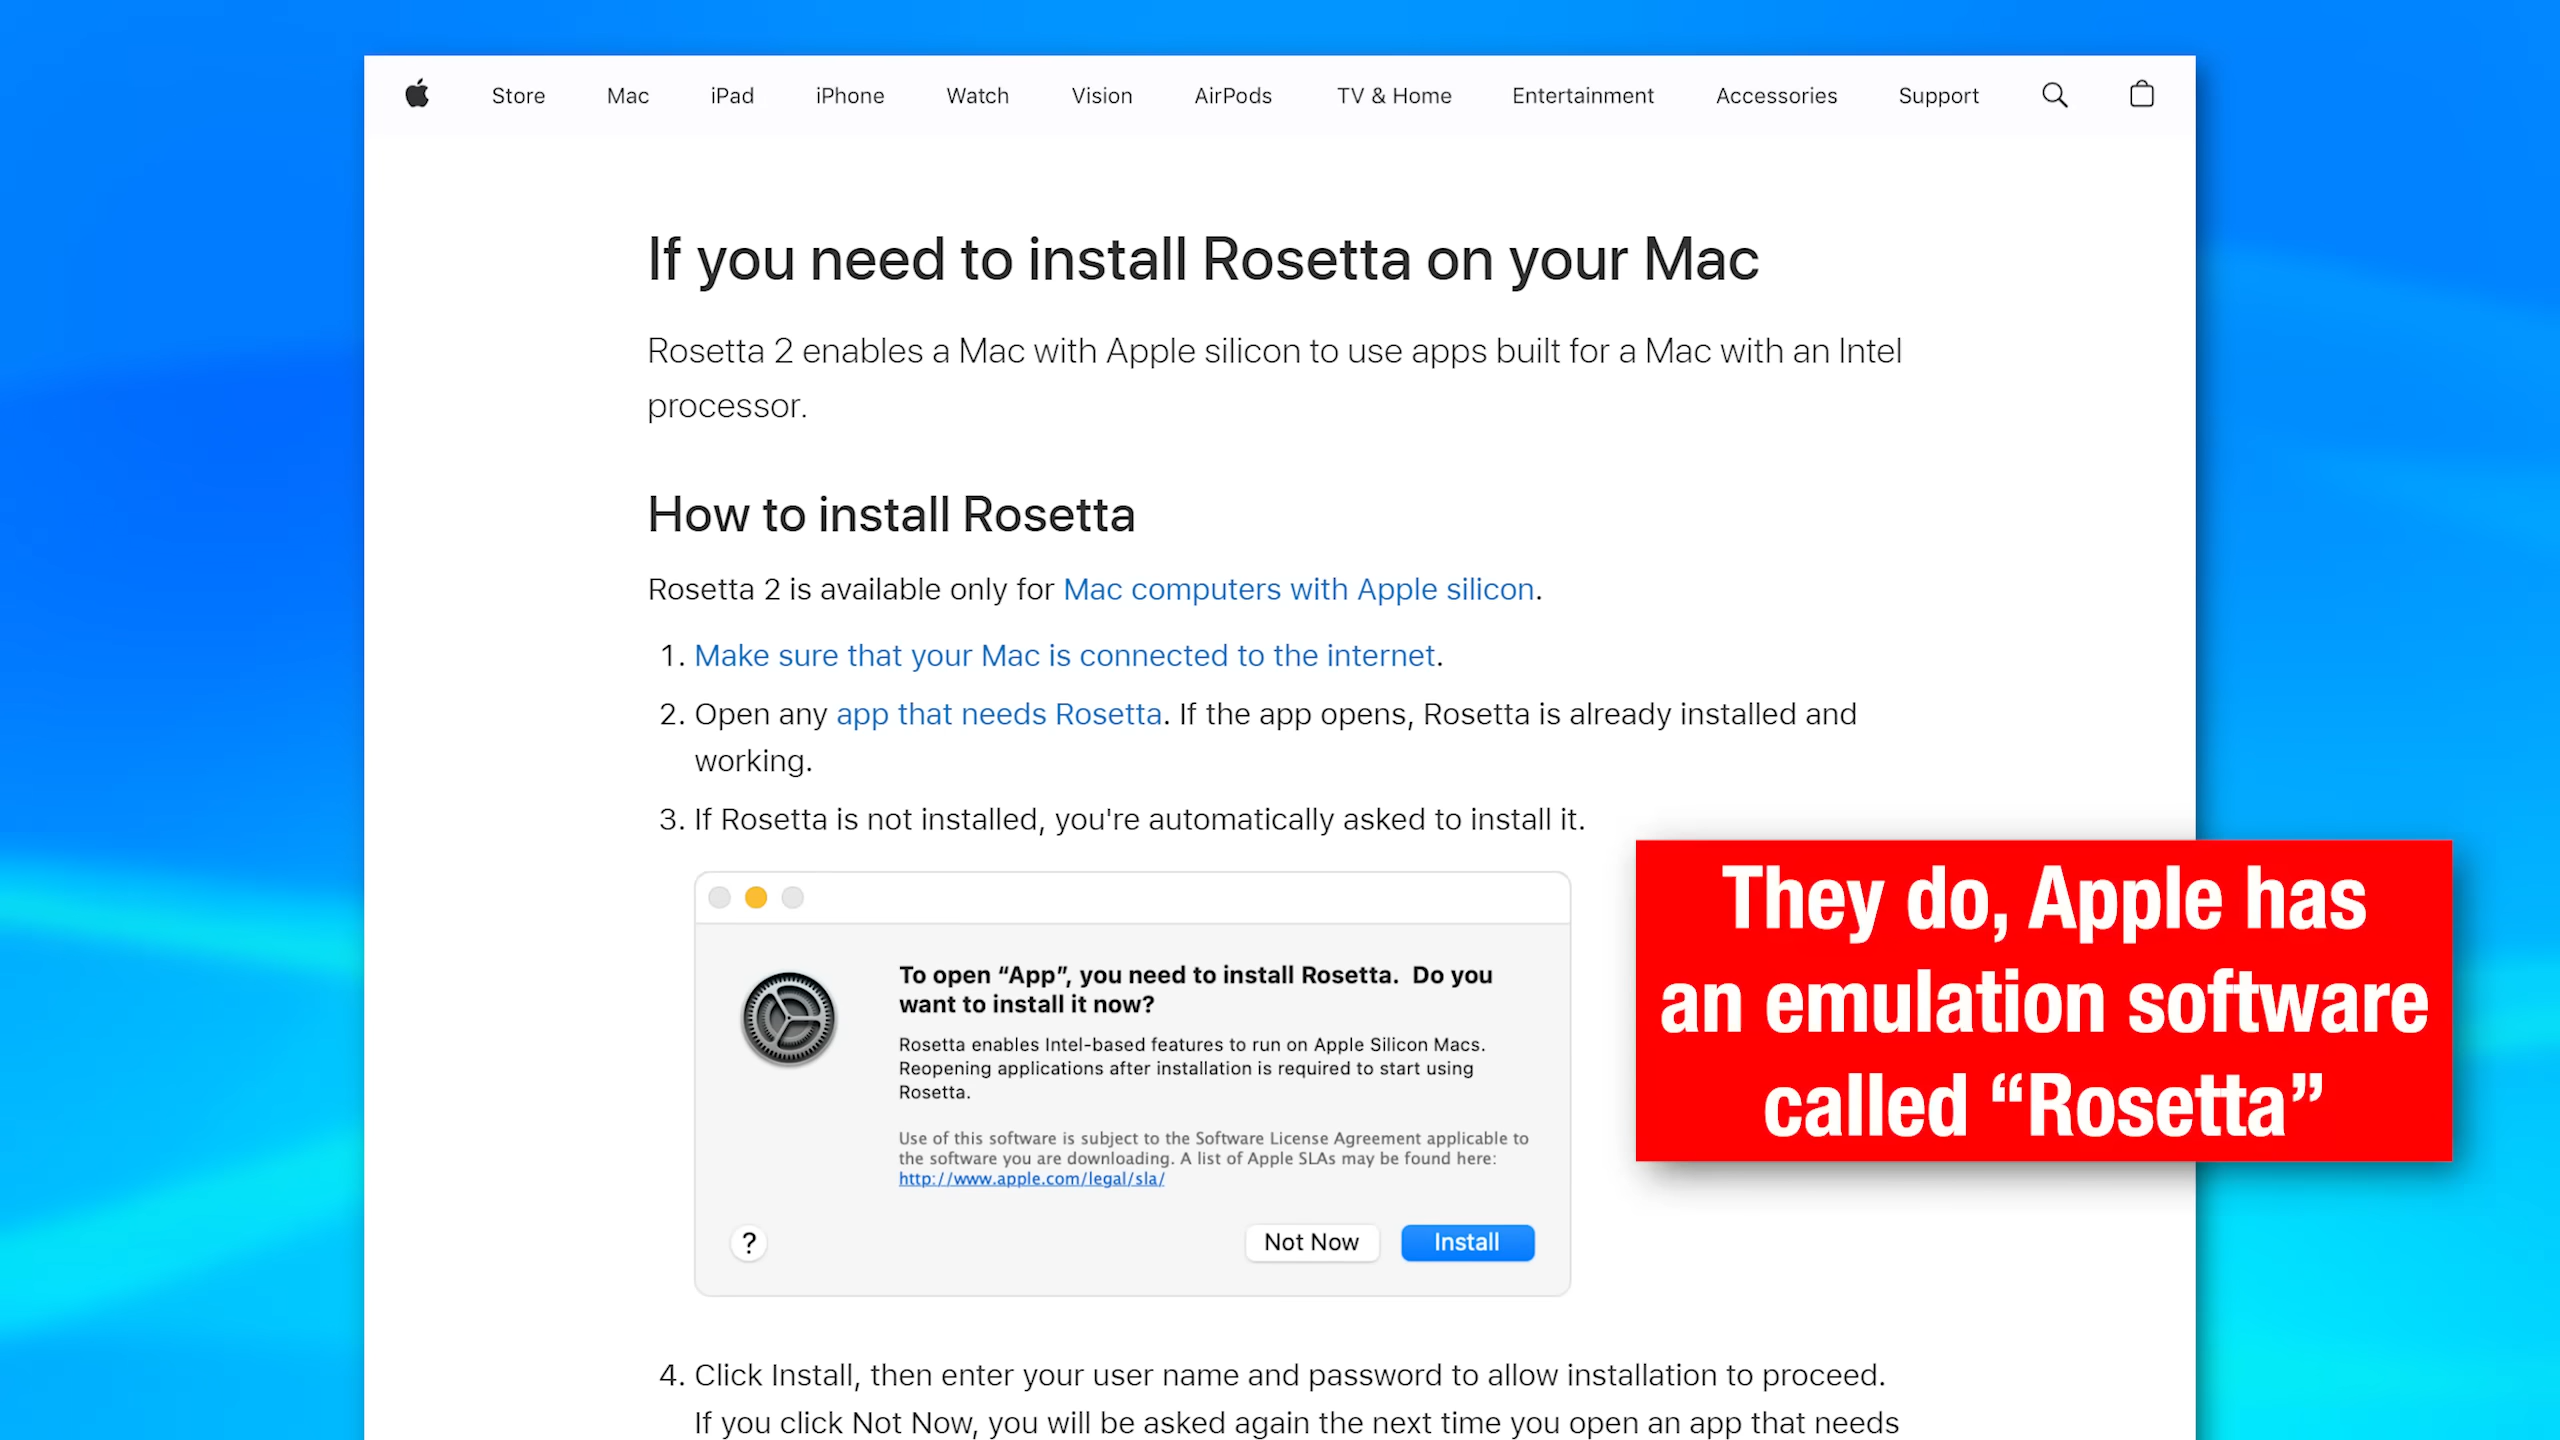 Store Mac iPad iPhone Watch Vision AirPods TV & Home Entertainment Accessories Support
If you need to install Rosetta on your Mac
Rosetta 2 enables a Mac with Apple silicon to use apps built for a Mac with an Intel
processor.
How to install Rosetta
Rosetta 2 is available only for Mac computers with Apple silicon.
1. Make sure that your Mac is connected to the internet.
2. Open any app that needs Rosetta. If the app opens, Rosetta is already installed and
working.
3. If Rosetta is not installed, you're automatically asked to install it.
To open “App”, you need to install Rosetta. Do you
want to install it now?
Rosetta enables Intel-based features to run on Apple Silicon Macs.
Reopening applications after installation is required to start using
Rosetta.
Use of this software is subject to the Software License Agreement applicable to
the software you are downloading. A list of Apple SLAs may be found here:
http://www.apple.com/legal/sla/
? Not Now Install
They do, Apple has
an emulation software
called “Rosetta”
4. Click Install, then enter your user name and password to allow installation to proceed.
If you click Not Now, you will be asked again the next time you open an app that needs